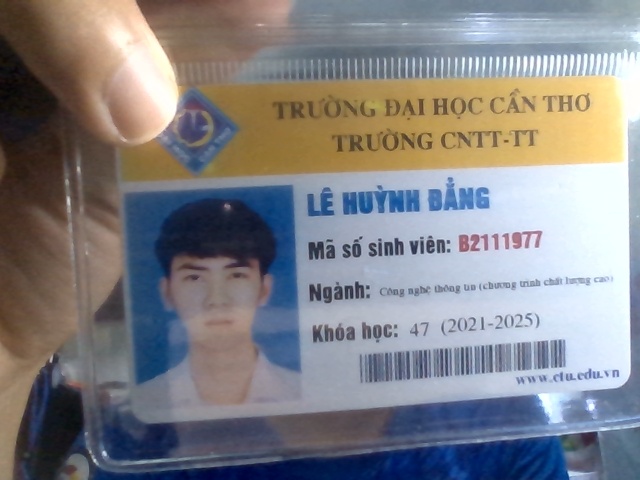 TRƯỜNG ĐẠI HỌC CẦN THƠ
TRƯỜNG CNTT-TT
LÊ HUỲNH ĐẲNG
Mã số sinh viên: B2111977
Ngành: Công nghệ thông tin (chương trình chất lượng cao)
Khóa học: 47 (2021-2025)
www.ctu.edu.vn